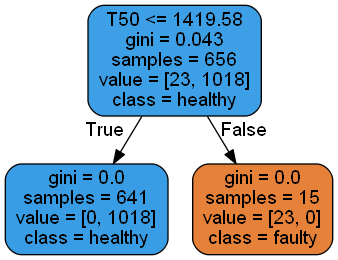 T50 <= 1419.58
gini = 0.043
samples = 656
value = [23, 1018]
class = healthy
True
False
gini = 0.0
samples = 641
value = [0, 1018]
class = healthy
gini = 0.0
samples = 15
value = [23, 0]
class = faulty